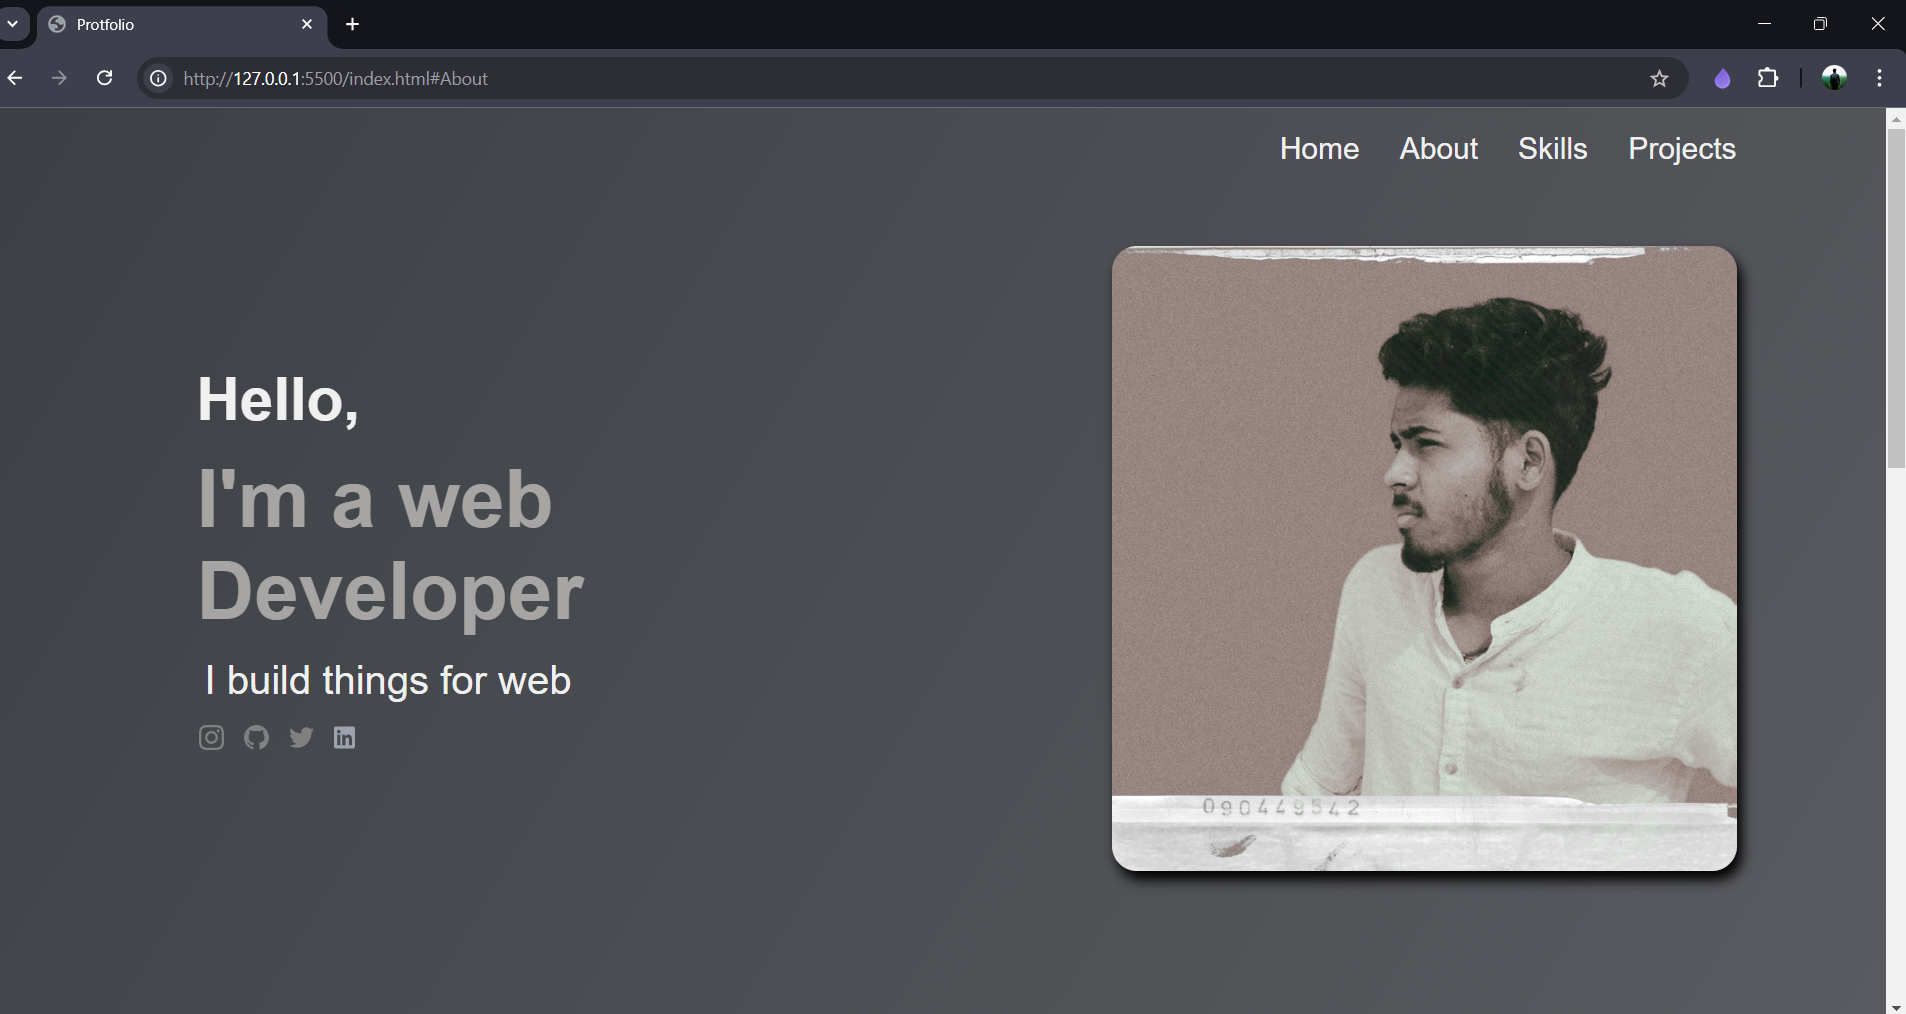 Protfolio
http://127.0.0.1:5500/index.html#About
Home About Skills Projects
Hello,
I'm a web
Developer
I build things for web
in
090449542